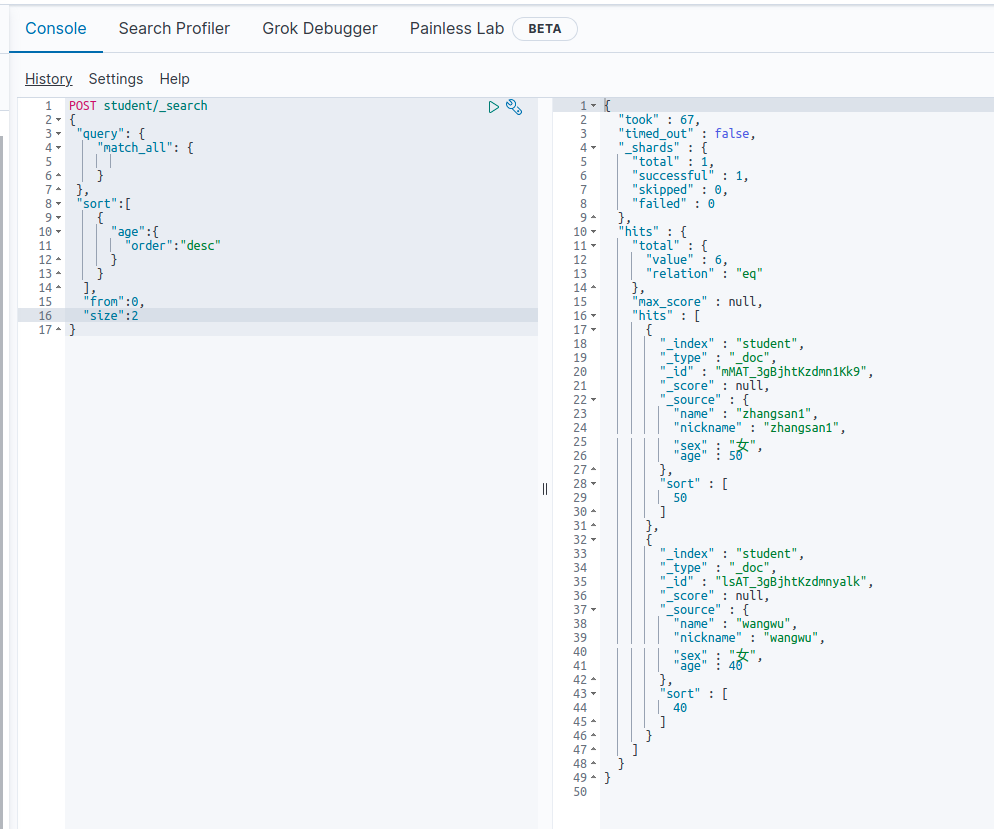 Console Search Profiler Grok Debugger Painless Lab BETA
History Settings Help
1 POST student/_search
2 {
3 "query": {
4 "match_all": {
5
6 }
7 },
8 "sort":[
9 {
10 "age":{
11 "order":"desc"
12 }
13 }
14 ],
15 "from":0,
16 "size":2
17 }
1 {
2 "took" : 67,
3 "timed_out" : false,
4 "_shards" : {
5 "total" : 1,
6 "successful" : 1,
7 "skipped" : 0,
8 "failed" : 0
9 },
10 "hits" : {
11 "total" : {
12 "value" : 6,
13 "relation" : "eq"
14 },
15 "max_score" : null,
16 "hits" : [
17 {
18 "_index" : "student",
19 "_type" : "_doc",
20 "_id" : "mMAT_3gBjhtKzdmn1Kk9",
21 "_score" : null,
22 "_source" : {
23 "name" : "zhangsan1",
24 "nickname" : "zhangsan1",
25 "sex" : "女",
26 "age" : 50
27 },
28 "sort" : [
29 50
30 ]
31 },
32 {
33 "_index" : "student",
34 "_type" : "_doc",
35 "_id" : "lsAT_3gBjhtKzdmnyalk",
36 "_score" : null,
37 "_source" : {
38 "name" : "wangwu",
39 "nickname" : "wangwu",
40 "sex" : "女",
41 "age" : 40
42 },
43 "sort" : [
44 40
45 ]
46 }
47 ]
48 }
49 }
50